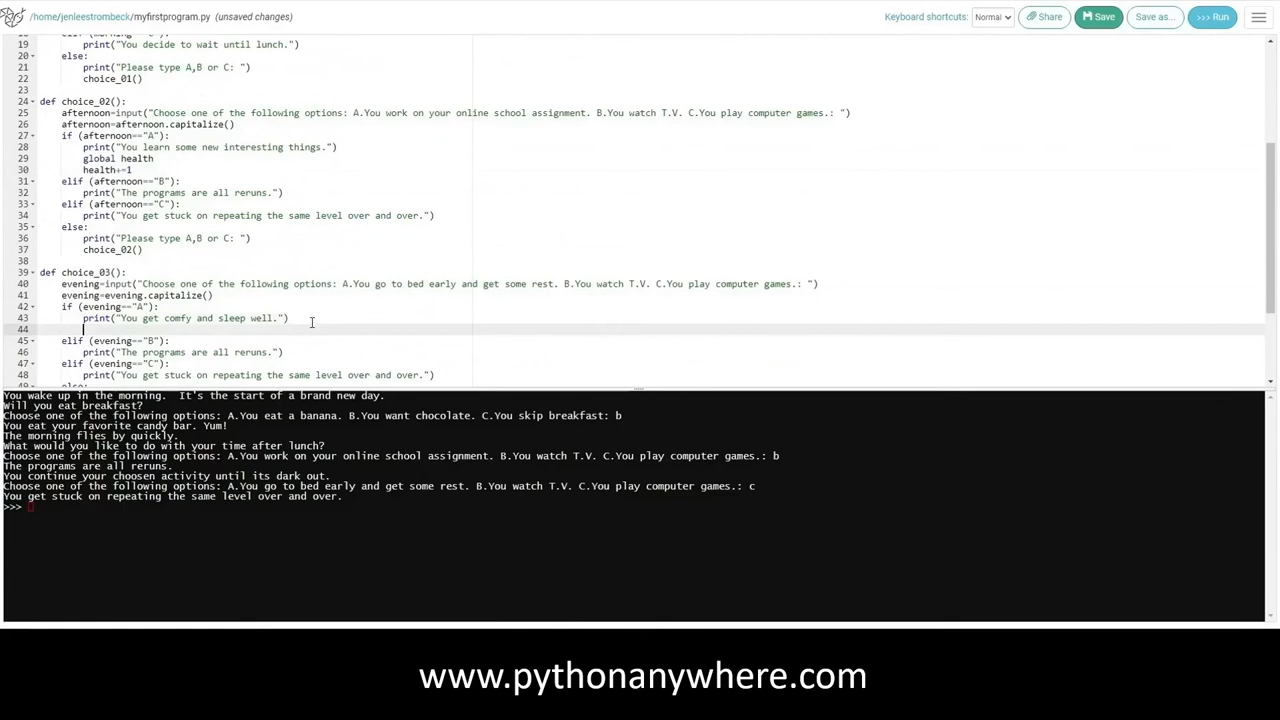 /home/jenleestrombeck/myfirstprogram.py (unsaved changes)
Keyboard shortcuts: Normal Share Save Save as... >>> Run
19 print("You decide to wait until lunch.")
20 else:
21 print("Please type A,B or C: ")
22 choice_01()
23
24 def choice_02():
25 afternoon=input("Choose one of the following options: A.You work on your online school assignment. B.You watch T.V. C.You play computer games.: ")
26 afternoon=afternoon.capitalize()
27 if (afternoon=="A"):
28 print("You learn some new interesting things.")
29 global health
30 health+=1
31 elif (afternoon=="B"):
32 print("The programs are all reruns.")
33 elif (afternoon=="C"):
34 print("You get stuck on repeating the same level over and over.")
35 else:
36 print("Please type A,B or C: ")
37 choice_02()
38
39 def choice_03():
40 evening=input("Choose one of the following options: A.You go to bed early and get some rest. B.You watch T.V. C.You play computer games.: ")
41 evening=evening.capitalize()
42 if (evening=="A"):
43 print("You get comfy and sleep well.")
44
45 elif (evening=="B"):
46 print("The programs are all reruns.")
47 elif (evening=="C"):
48 print("You get stuck on repeating the same level over and over.")
49 else:
You wake up in the morning.  It's the start of a brand new day.
Will you eat breakfast?
Choose one of the following options: A.You eat a banana. B.You want chocolate. C.You skip breakfast: b
You eat your favorite candy bar. Yum!
The morning flies by quickly.
What would you like to do with your time after lunch?
Choose one of the following options: A.You work on your online school assignment. B.You watch T.V. C.You play computer games.: b
The programs are all reruns.
You continue your choosen activity until its dark out.
Choose one of the following options: A.You go to bed early and get some rest. B.You watch T.V. C.You play computer games.: c
You get stuck on repeating the same level over and over.
>>>
www.pythonanywhere.com